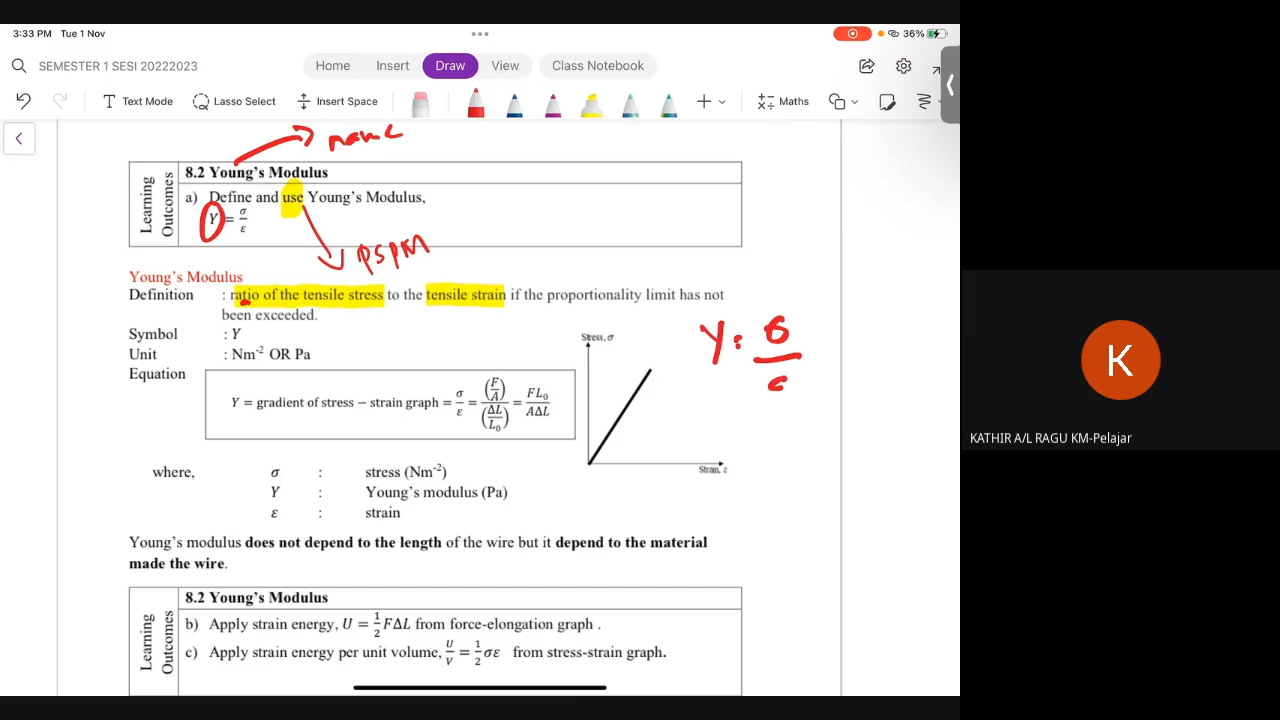 3:33 PM Tue 1 Nov
36%
SEMESTER 1 SESI 20222023
Home Insert Draw View Class Notebook
Text Mode Lasso Select Insert Space Maths
name
8.2 Young's Modulus
Learning Outcomes
a) Define and use Young's Modulus,
Y = σ/ε
PSPM
Young's Modulus
Definition : ratio of the tensile stress to the tensile strain if the proportionality limit has not
been exceeded.
Symbol : Y
Unit : Nm⁻² OR Pa
Equation
Y = gradient of stress – strain graph = σ/ε = (F/A)/(ΔL/L₀) = FL₀/AΔL
Stress, σ
Strain, ε
Y = σ/ε
where, σ : stress (Nm⁻²)
Y : Young's modulus (Pa)
ε : strain
Young's modulus does not depend to the length of the wire but it depend to the material
made the wire.
8.2 Young's Modulus
Learning Outcomes
b) Apply strain energy, U = 1/2 FΔL from force-elongation graph .
c) Apply strain energy per unit volume, U/V = 1/2 σε from stress-strain graph.
K
KATHIR A/L RAGU KM-Pelajar